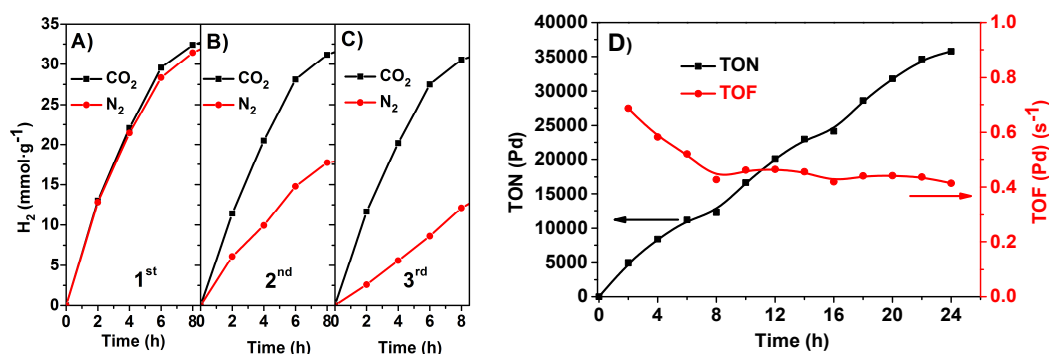 A)
B)
C)
CO₂
N₂
CO₂
N₂
CO₂
N₂
1ˢᵗ
2ⁿᵈ
3ʳᵈ
H₂ (mmol·g⁻¹)
35
30
25
20
15
10
5
0
0 2 4 6 8 0 2 4 6 8 0 2 4 6 8
Time (h) Time (h) Time (h)
D)
TON
TOF
TON (Pd)
40000
35000
30000
25000
20000
15000
10000
5000
0
0 4 8 12 16 20 24
Time (h)
1.0
0.8
0.6
0.4
0.2
0.0
TOF (Pd) (s⁻¹)